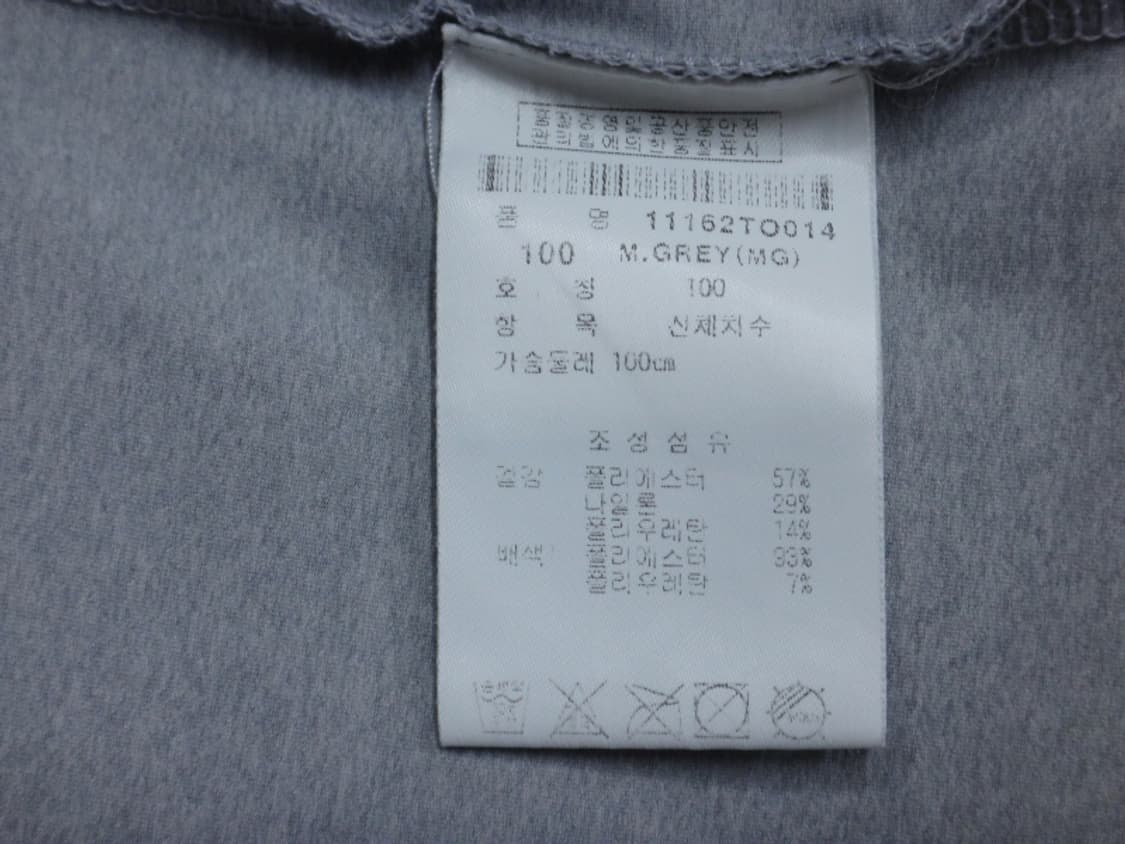 품질경영및공산품안전
관리법에의한품질표시
품 명 11162TO014
100 M.GREY(MG)
호 칭 100
항 목 신체치수
가슴둘레 100cm
조성섬유
겉감 폴리에스터 57%
나일론 29%
폴리우레탄 14%
배색 폴리에스터 93%
폴리우레탄 7%